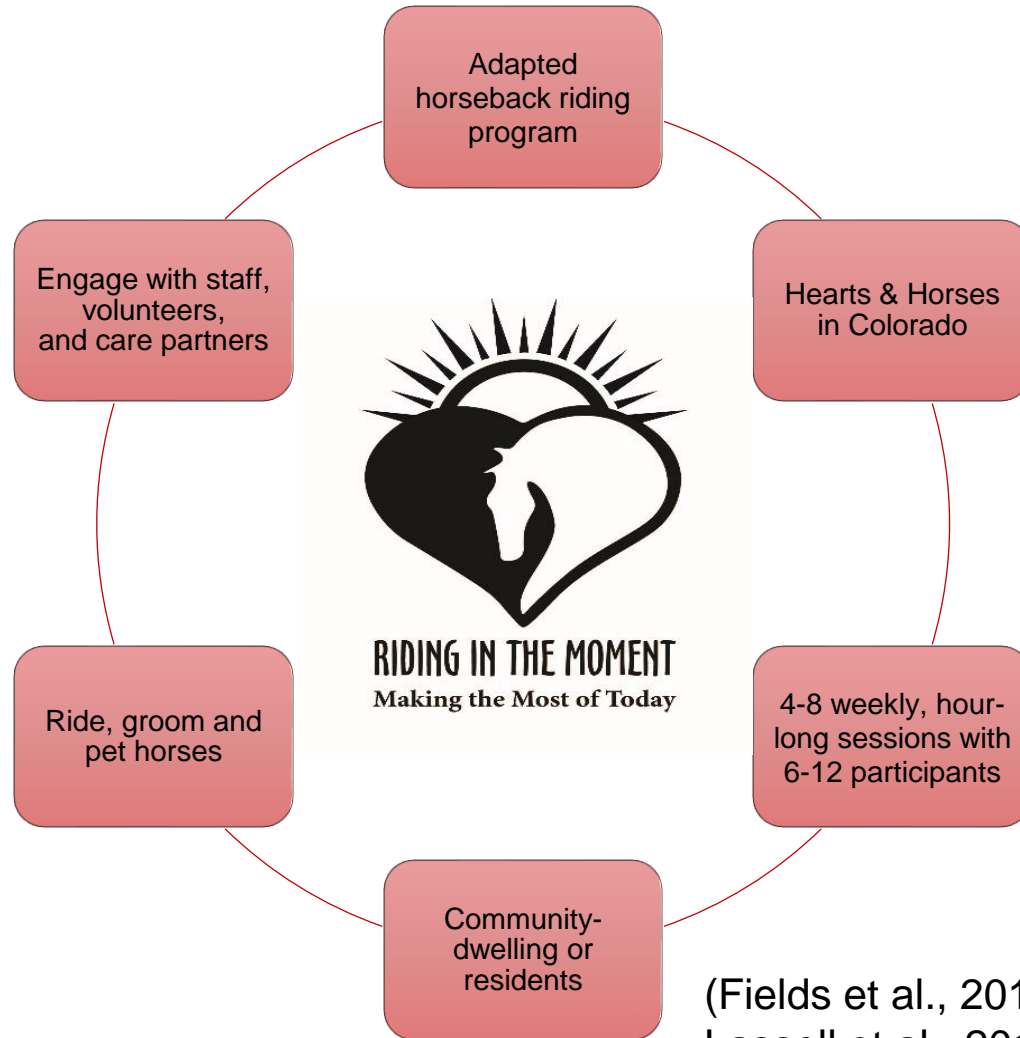 Adapted
horseback riding
program
Hearts & Horses
in Colorado
4-8 weekly, hour-
long sessions with
6-12 participants
Community-
dwelling or
residents
Ride, groom and
pet horses
Engage with staff,
volunteers,
and care partners
RIDING IN THE MOMENT
Making the Most of Today
(Fields et al., 201